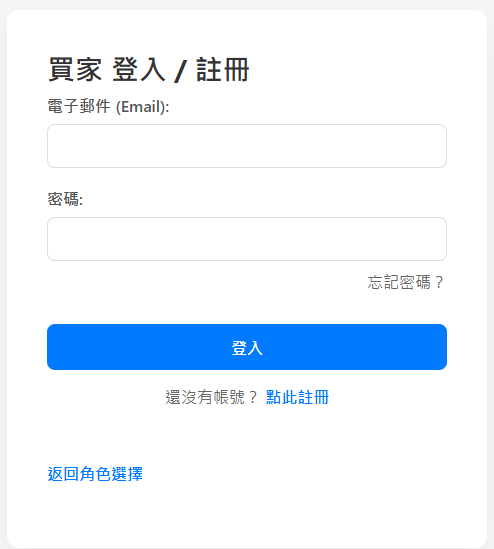 買家 登入 / 註冊
電子郵件 (Email):
密碼:
忘記密碼？
登入
還沒有帳號？ 點此註冊
返回角色選擇